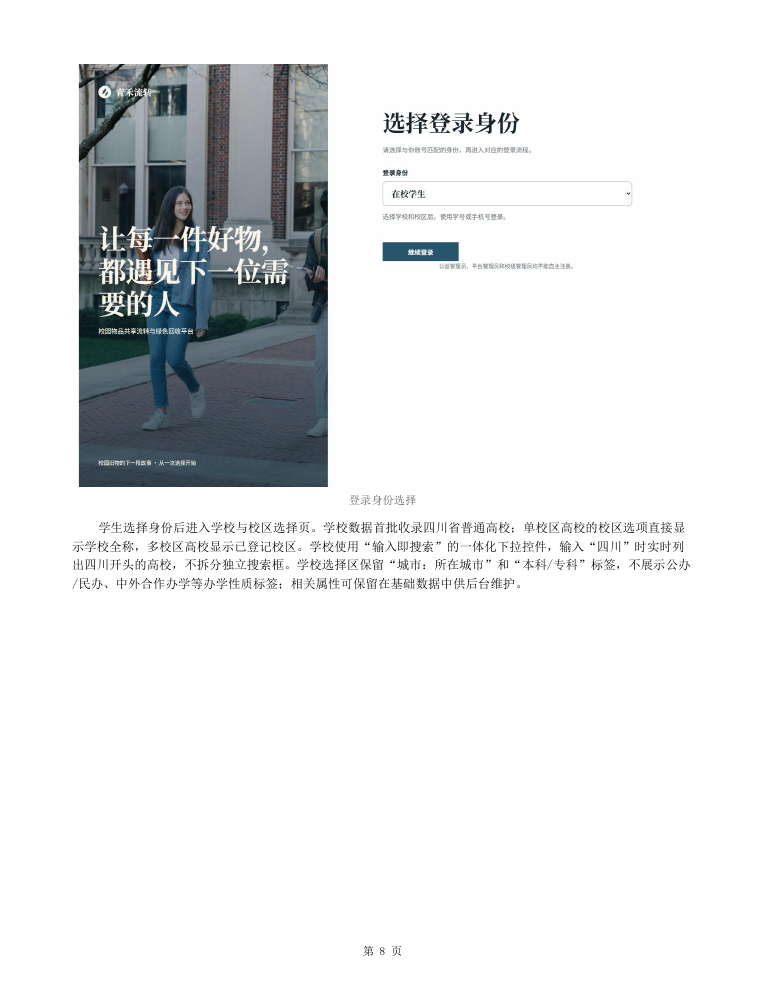 青禾流转
让每一件好物，
都遇见下一位需
要的人
校园物品共享流转与绿色回收平台
校园旧物的下一段故事 · 从一次选择开始
选择登录身份
请选择与你账号匹配的身份，再进入对应的登录流程。
登录身份
在校学生
选择学校和校区后，使用学号或手机号登录。
继续登录
公益管理员、平台管理员和校级管理员均不能自主注册。
登录身份选择
学生选择身份后进入学校与校区选择页。学校数据首批收录四川省普通高校；单校区高校的校区选项直接显
示学校全称，多校区高校显示已登记校区。学校使用“输入即搜索”的一体化下拉控件，输入“四川”时实时列
出四川开头的高校，不拆分独立搜索框。学校选择区保留“城市：所在城市”和“本科/专科”标签，不展示公办
/民办、中外合作办学等办学性质标签；相关属性可保留在基础数据中供后台维护。
第 8 页